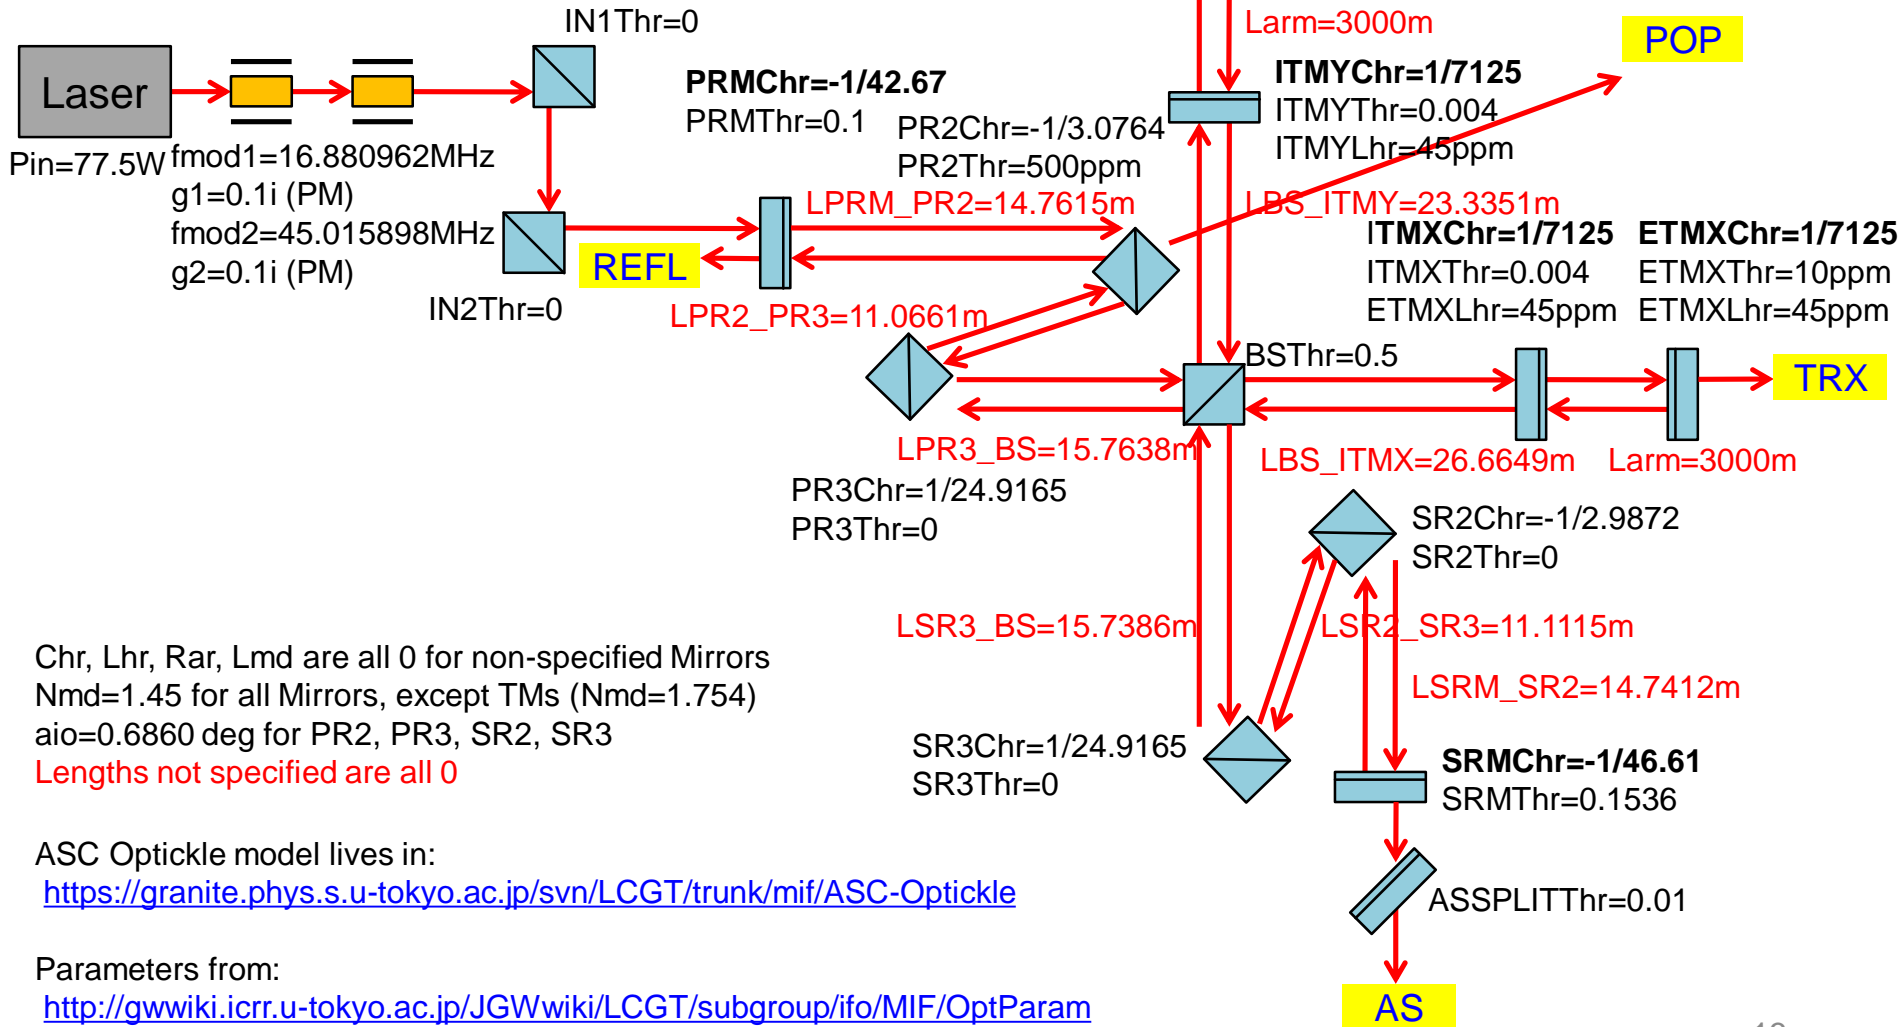 IN1Thr=0
Larm=3000m
POP
Laser
PRMChr=-1/42.67
PRMThr=0.1
ITMYChr=1/7125
ITMYThr=0.004
ITMYLhr=45ppm
PR2Chr=-1/3.0764
PR2Thr=500ppm
Pin=77.5W
fmod1=16.880962MHz
g1=0.1i (PM)
fmod2=45.015898MHz
g2=0.1i (PM)
LPRM_PR2=14.7615m
LBS_ITMY=23.3351m
ITMXChr=1/7125
ITMXThr=0.004
ETMXLhr=45ppm
ETMXChr=1/7125
ETMXThr=10ppm
ETMXLhr=45ppm
REFL
IN2Thr=0
LPR2_PR3=11.0661m
BSThr=0.5
TRX
LPR3_BS=15.7638m
LBS_ITMX=26.6649m
Larm=3000m
PR3Chr=1/24.9165
PR3Thr=0
SR2Chr=-1/2.9872
SR2Thr=0
LSR3_BS=15.7386m
LSR2_SR3=11.1115m
LSRM_SR2=14.7412m
Chr, Lhr, Rar, Lmd are all 0 for non-specified Mirrors
Nmd=1.45 for all Mirrors, except TMs (Nmd=1.754)
aio=0.6860 deg for PR2, PR3, SR2, SR3
Lengths not specified are all 0
SR3Chr=1/24.9165
SR3Thr=0
SRMChr=-1/46.61
SRMThr=0.1536
ASC Optickle model lives in:
https://granite.phys.s.u-tokyo.ac.jp/svn/LCGT/trunk/mif/ASC-Optickle
ASSPLITThr=0.01
Parameters from:
http://gwwiki.icrr.u-tokyo.ac.jp/JGWwiki/LCGT/subgroup/ifo/MIF/OptParam
AS